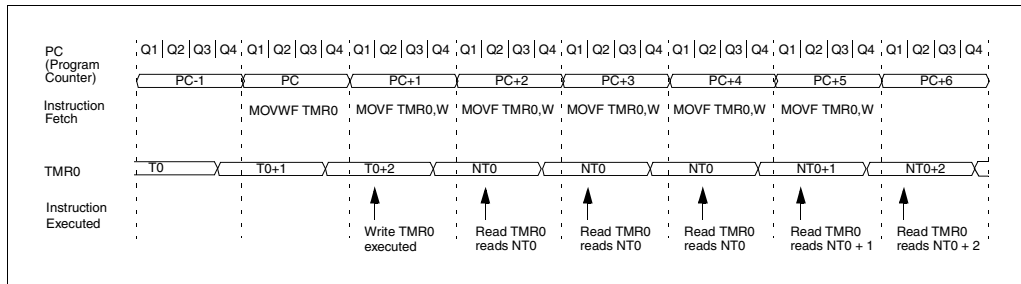 PC
(Program
Counter)
Q1 Q2 Q3 Q4 Q1 Q2 Q3 Q4 Q1 Q2 Q3 Q4 Q1 Q2 Q3 Q4 Q1 Q2 Q3 Q4 Q1 Q2 Q3 Q4 Q1 Q2 Q3 Q4 Q1 Q2 Q3 Q4
PC-1 PC PC+1 PC+2 PC+3 PC+4 PC+5 PC+6
Instruction
Fetch
MOVWF TMR0 MOVF TMR0,W MOVF TMR0,W MOVF TMR0,W MOVF TMR0,W MOVF TMR0,W
TMR0
T0 T0+1 T0+2 NT0 NT0 NT0 NT0+1 NT0+2
Instruction
Executed
Write TMR0
executed
Read TMR0
reads NT0
Read TMR0
reads NT0
Read TMR0
reads NT0
Read TMR0
reads NT0 + 1
Read TMR0
reads NT0 + 2